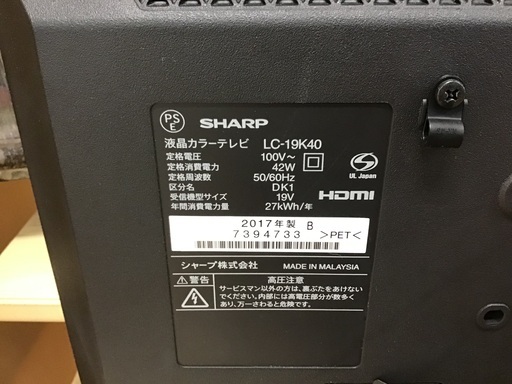 PS
E
SHARP
液晶カラーテレビ LC-19K40
定格電圧 100V～
定格消費電力 42W
定格周波数 50/60Hz
区分名 DK1
受信機型サイズ 19V
年間消費電力量 27kWh/年
UL Japan
HDMI
2017年製 B
7394733 >PET<
シャープ株式会社 MADE IN MALAYSIA
警告 高圧注意
サービスマン以外の方は、裏ぶたをあけない
でください。内部には高電圧部分が数多く
あり、万一さわると危険です。